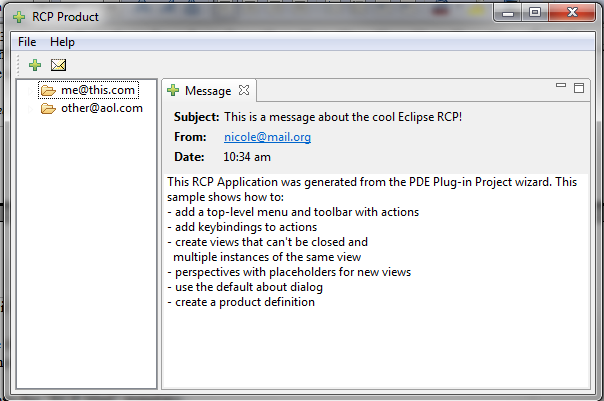 RCP Product
File Help
me@this.com
other@aol.com
Message
Subject: This is a message about the cool Eclipse RCP!
From: nicole@mail.org
Date: 10:34 am
This RCP Application was generated from the PDE Plug-in Project wizard. This
sample shows how to:
- add a top-level menu and toolbar with actions
- add keybindings to actions
- create views that can't be closed and
multiple instances of the same view
- perspectives with placeholders for new views
- use the default about dialog
- create a product definition